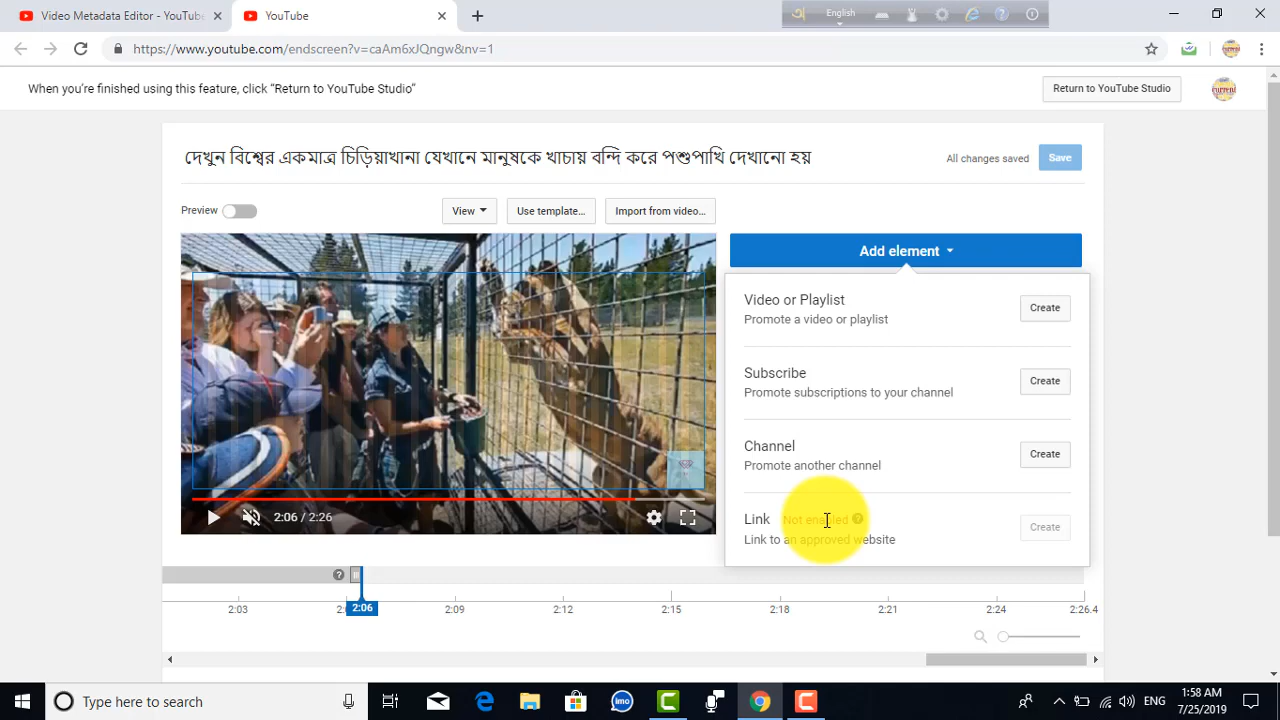 Video Metadata Editor - YouTube
YouTube
English
https://www.youtube.com/endscreen?v=caAm6xJQngw&nv=1
When you're finished using this feature, click "Return to YouTube Studio"
Return to YouTube Studio
দেখুন বিশ্বের একমাত্র চিড়িয়াখানা যেখানে মানুষকে খাচায় বন্দি করে পশুপাখি দেখানো হয়
All changes saved
Save
Preview
View
Use template...
Import from video...
Add element
Video or Playlist
Promote a video or playlist
Create
Subscribe
Promote subscriptions to your channel
Create
Channel
Promote another channel
Create
Link Not enabled
Link to an approved website
Create
2:06 / 2:26
2:03
2:06
2:09
2:12
2:15
2:18
2:21
2:24
2:26.4
Type here to search
imo
ENG
1:58 AM
7/25/2019